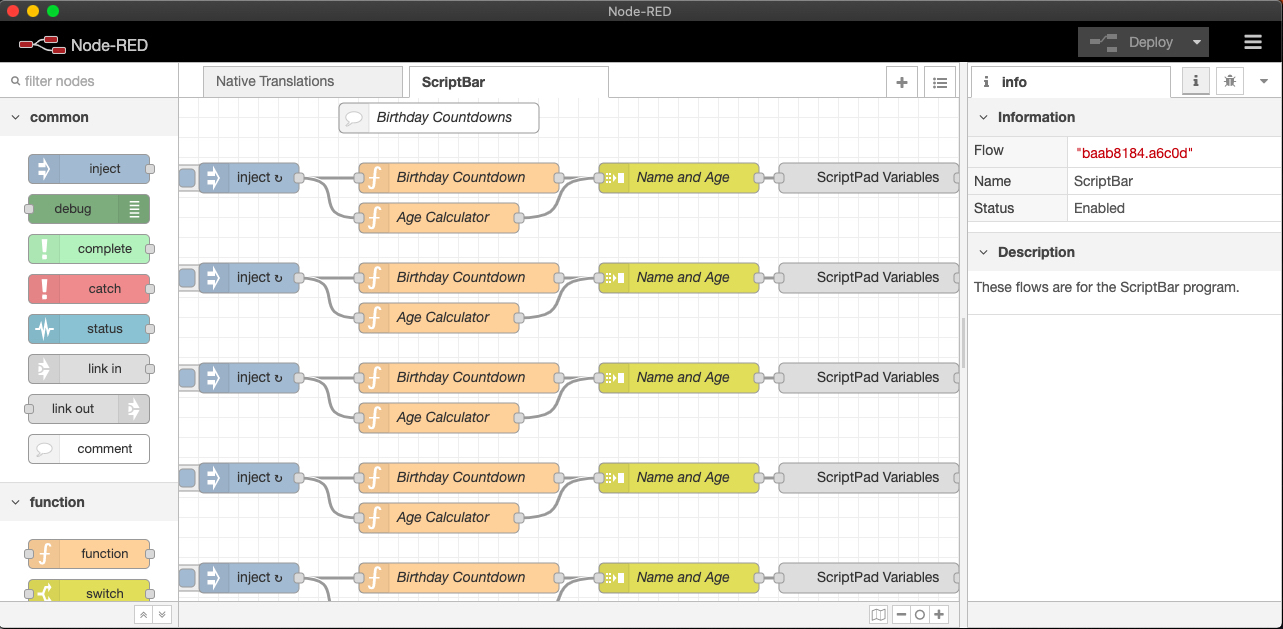 Node-RED
Node-RED
Deploy
filter nodes
Native Translations
ScriptBar
info
common
inject
debug
complete
catch
status
link in
link out
comment
function
function
switch
Birthday Countdowns
inject ↻
Birthday Countdown
Name and Age
ScriptPad Variables
Age Calculator
inject ↻
Birthday Countdown
Name and Age
ScriptPad Variables
Age Calculator
inject ↻
Birthday Countdown
Name and Age
ScriptPad Variables
Age Calculator
inject ↻
Birthday Countdown
Name and Age
ScriptPad Variables
Age Calculator
inject ↻
Birthday Countdown
Name and Age
ScriptPad Variables
Information
Flow "baab8184.a6c0d"
Name ScriptBar
Status Enabled
Description
These flows are for the ScriptBar program.